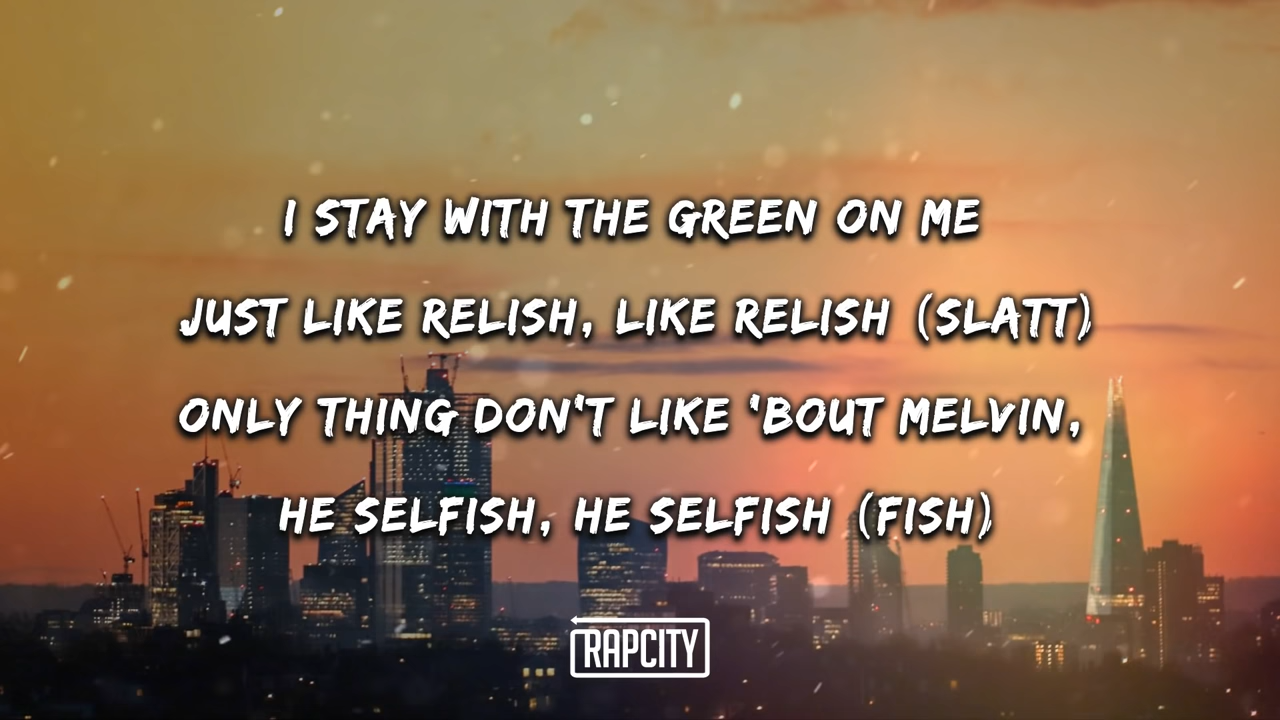 I STAY WITH THE GREEN ON ME
JUST LIKE RELISH, LIKE RELISH (SLATT)
ONLY THING DON'T LIKE 'BOUT MELVIN,
HE SELFISH, HE SELFISH (FISH)
RAPCITY